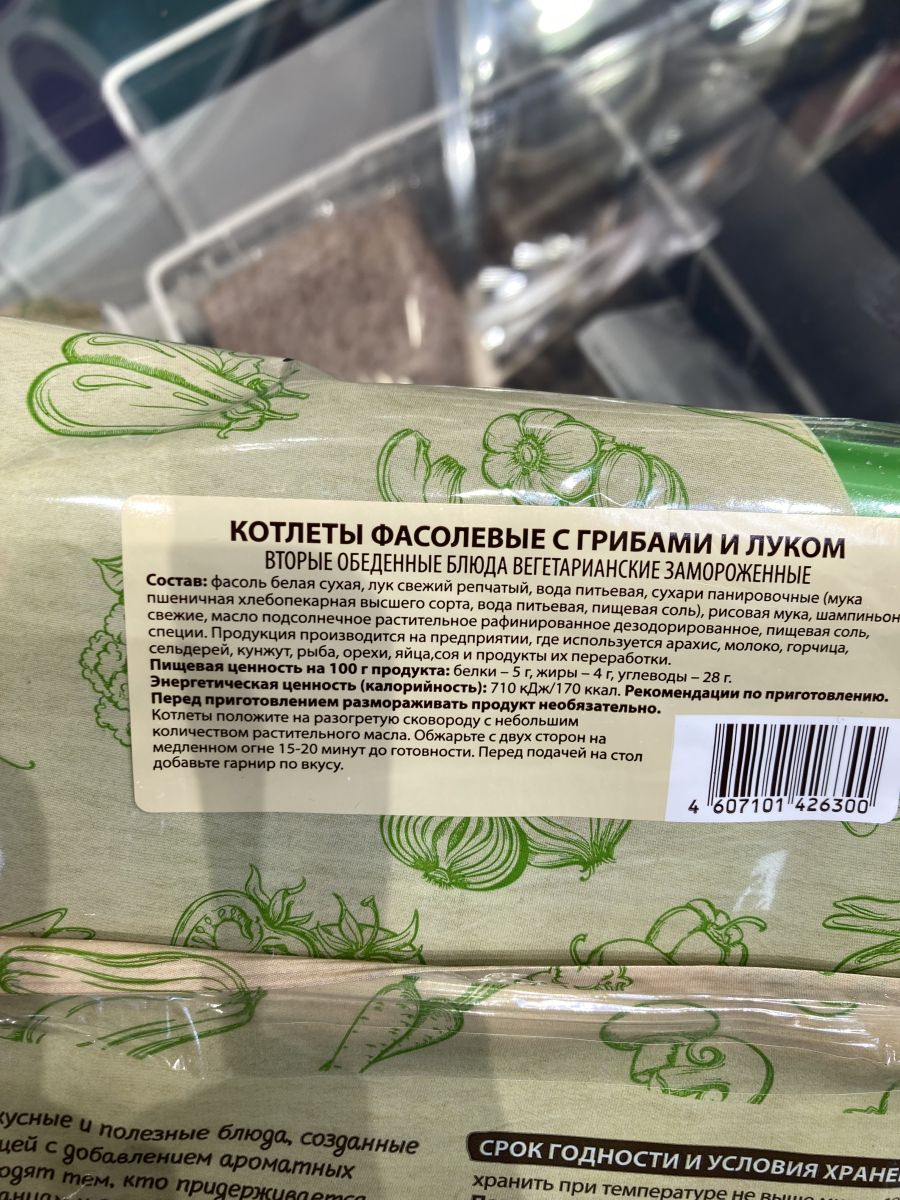 КОТЛЕТЫ ФАСОЛЕВЫЕ С ГРИБАМИ И ЛУКОМ
ВТОРЫЕ ОБЕДЕННЫЕ БЛЮДА ВЕГЕТАРИАНСКИЕ ЗАМОРОЖЕННЫЕ
Состав: фасоль белая сухая, лук свежий репчатый, вода питьевая, сухари панировочные (мука
пшеничная хлебопекарная высшего сорта, вода питьевая, пищевая соль), рисовая мука, шампиньон
свежие, масло подсолнечное растительное рафинированное дезодорированное, пищевая соль,
специи. Продукция производится на предприятии, где используется арахис, молоко, горчица,
сельдерей, кунжут, рыба, орехи, яйца,соя и продукты их переработки.
Пищевая ценность на 100 г продукта: белки – 5 г, жиры – 4 г, углеводы – 28 г.
Энергетическая ценность (калорийность): 710 кДж/170 ккал. Рекомендации по приготовлению.
Перед приготовлением размораживать продукт необязательно.
Котлеты положите на разогретую сковороду с небольшим
количеством растительного масла. Обжарьте с двух сторон на
медленном огне 15-20 минут до готовности. Перед подачей на стол
добавьте гарнир по вкусу.
4 607101 426300
кусные и полезные блюда, созданные
щей с добавлением ароматных
одят тем, кто придерживается
СРОК ГОДНОСТИ И УСЛОВИЯ ХРАНЕ
хранить при температуре не выше